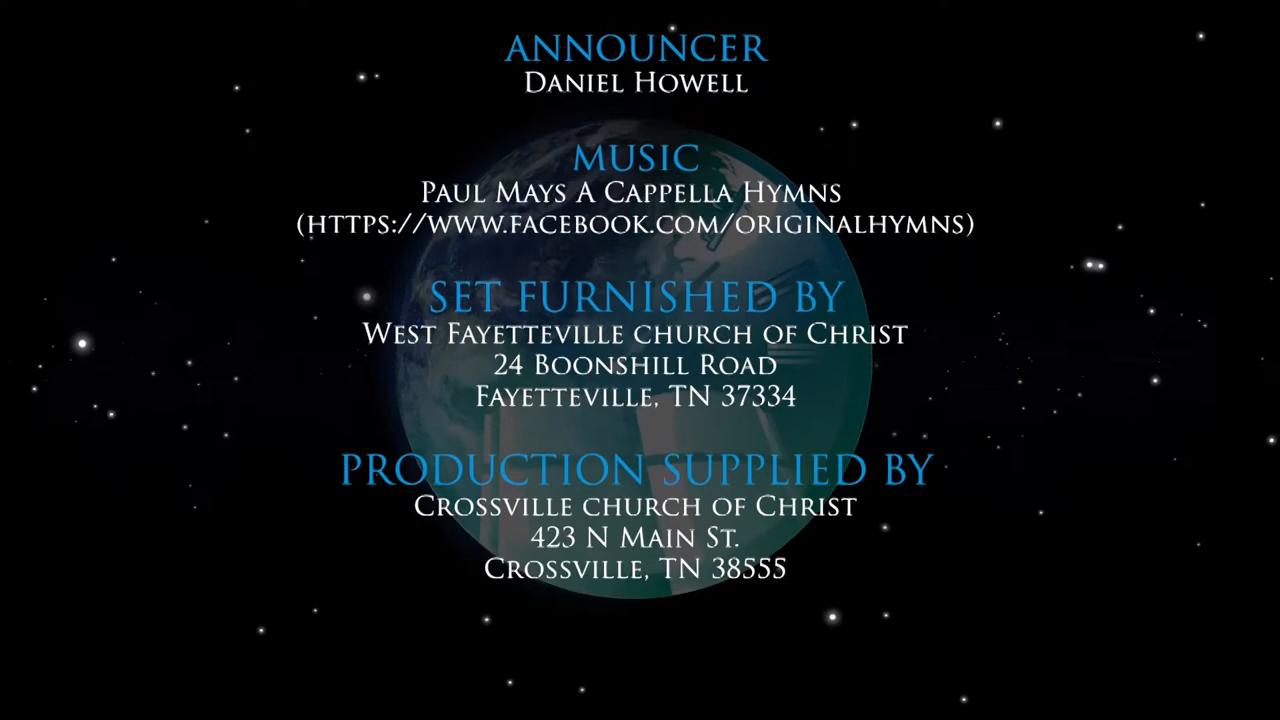 ANNOUNCER
DANIEL HOWELL
MUSIC
PAUL MAYS A CAPPELLA HYMNS
(HTTPS://WWW.FACEBOOK.COM/ORIGINALHYMNS)
SET FURNISHED BY
WEST FAYETTEVILLE CHURCH OF CHRIST
24 BOONSHILL ROAD
FAYETTEVILLE, TN 37334
PRODUCTION SUPPLIED BY
CROSSVILLE CHURCH OF CHRIST
423 N MAIN ST.
CROSSVILLE, TN 38555